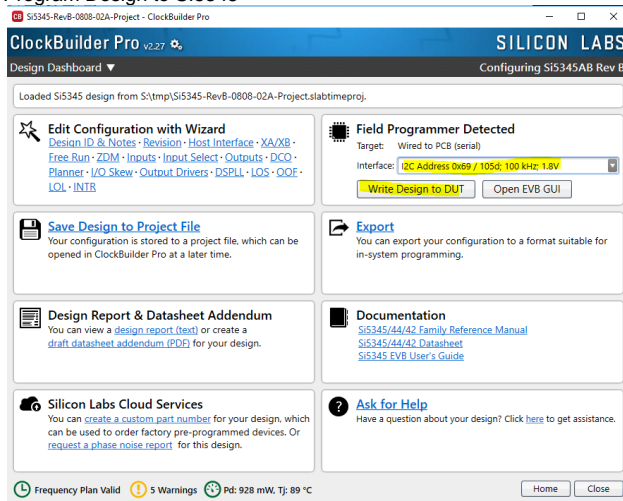 Program Design to Si5345
Si5345-RevB-0808-02A-Project - ClockBuilder Pro
ClockBuilder Pro v2.27
SILICON LABS
Design Dashboard ▼
Configuring Si5345AB Rev B
Loaded Si5345 design from S:\tmp\Si5345-RevB-0808-02A-Project.slabtimeproj.
Edit Configuration with Wizard
Design ID & Notes · Revision · Host Interface · XA/XB ·
Free Run · ZDM · Inputs · Input Select · Outputs · DCO ·
Planner · I/O Skew · Output Drivers · DSPLL · LOS · OOF ·
LOL · INTR
Field Programmer Detected
Target: Wired to PCB (serial)
Interface: I2C Address 0x69 / 105d; 100 kHz; 1.8V
Write Design to DUT
Open EVB GUI
Save Design to Project File
Your configuration is stored to a project file, which can be
opened in ClockBuilder Pro at a later time.
Export
You can export your configuration to a format suitable for
in-system programming.
Design Report & Datasheet Addendum
You can view a design report (text) or create a
draft datasheet addendum (PDF) for your design.
Documentation
Si5345/44/42 Family Reference Manual
Si5345/44/42 Datasheet
Si5345 EVB User's Guide
Silicon Labs Cloud Services
You can create a custom part number for your design, which
can be used to order factory pre-programmed devices. Or
request a phase noise report for this design.
Ask for Help
Have a question about your design? Click here to get assistance.
Frequency Plan Valid
5 Warnings
Pd: 928 mW, Tj: 89 °C
Home
Close